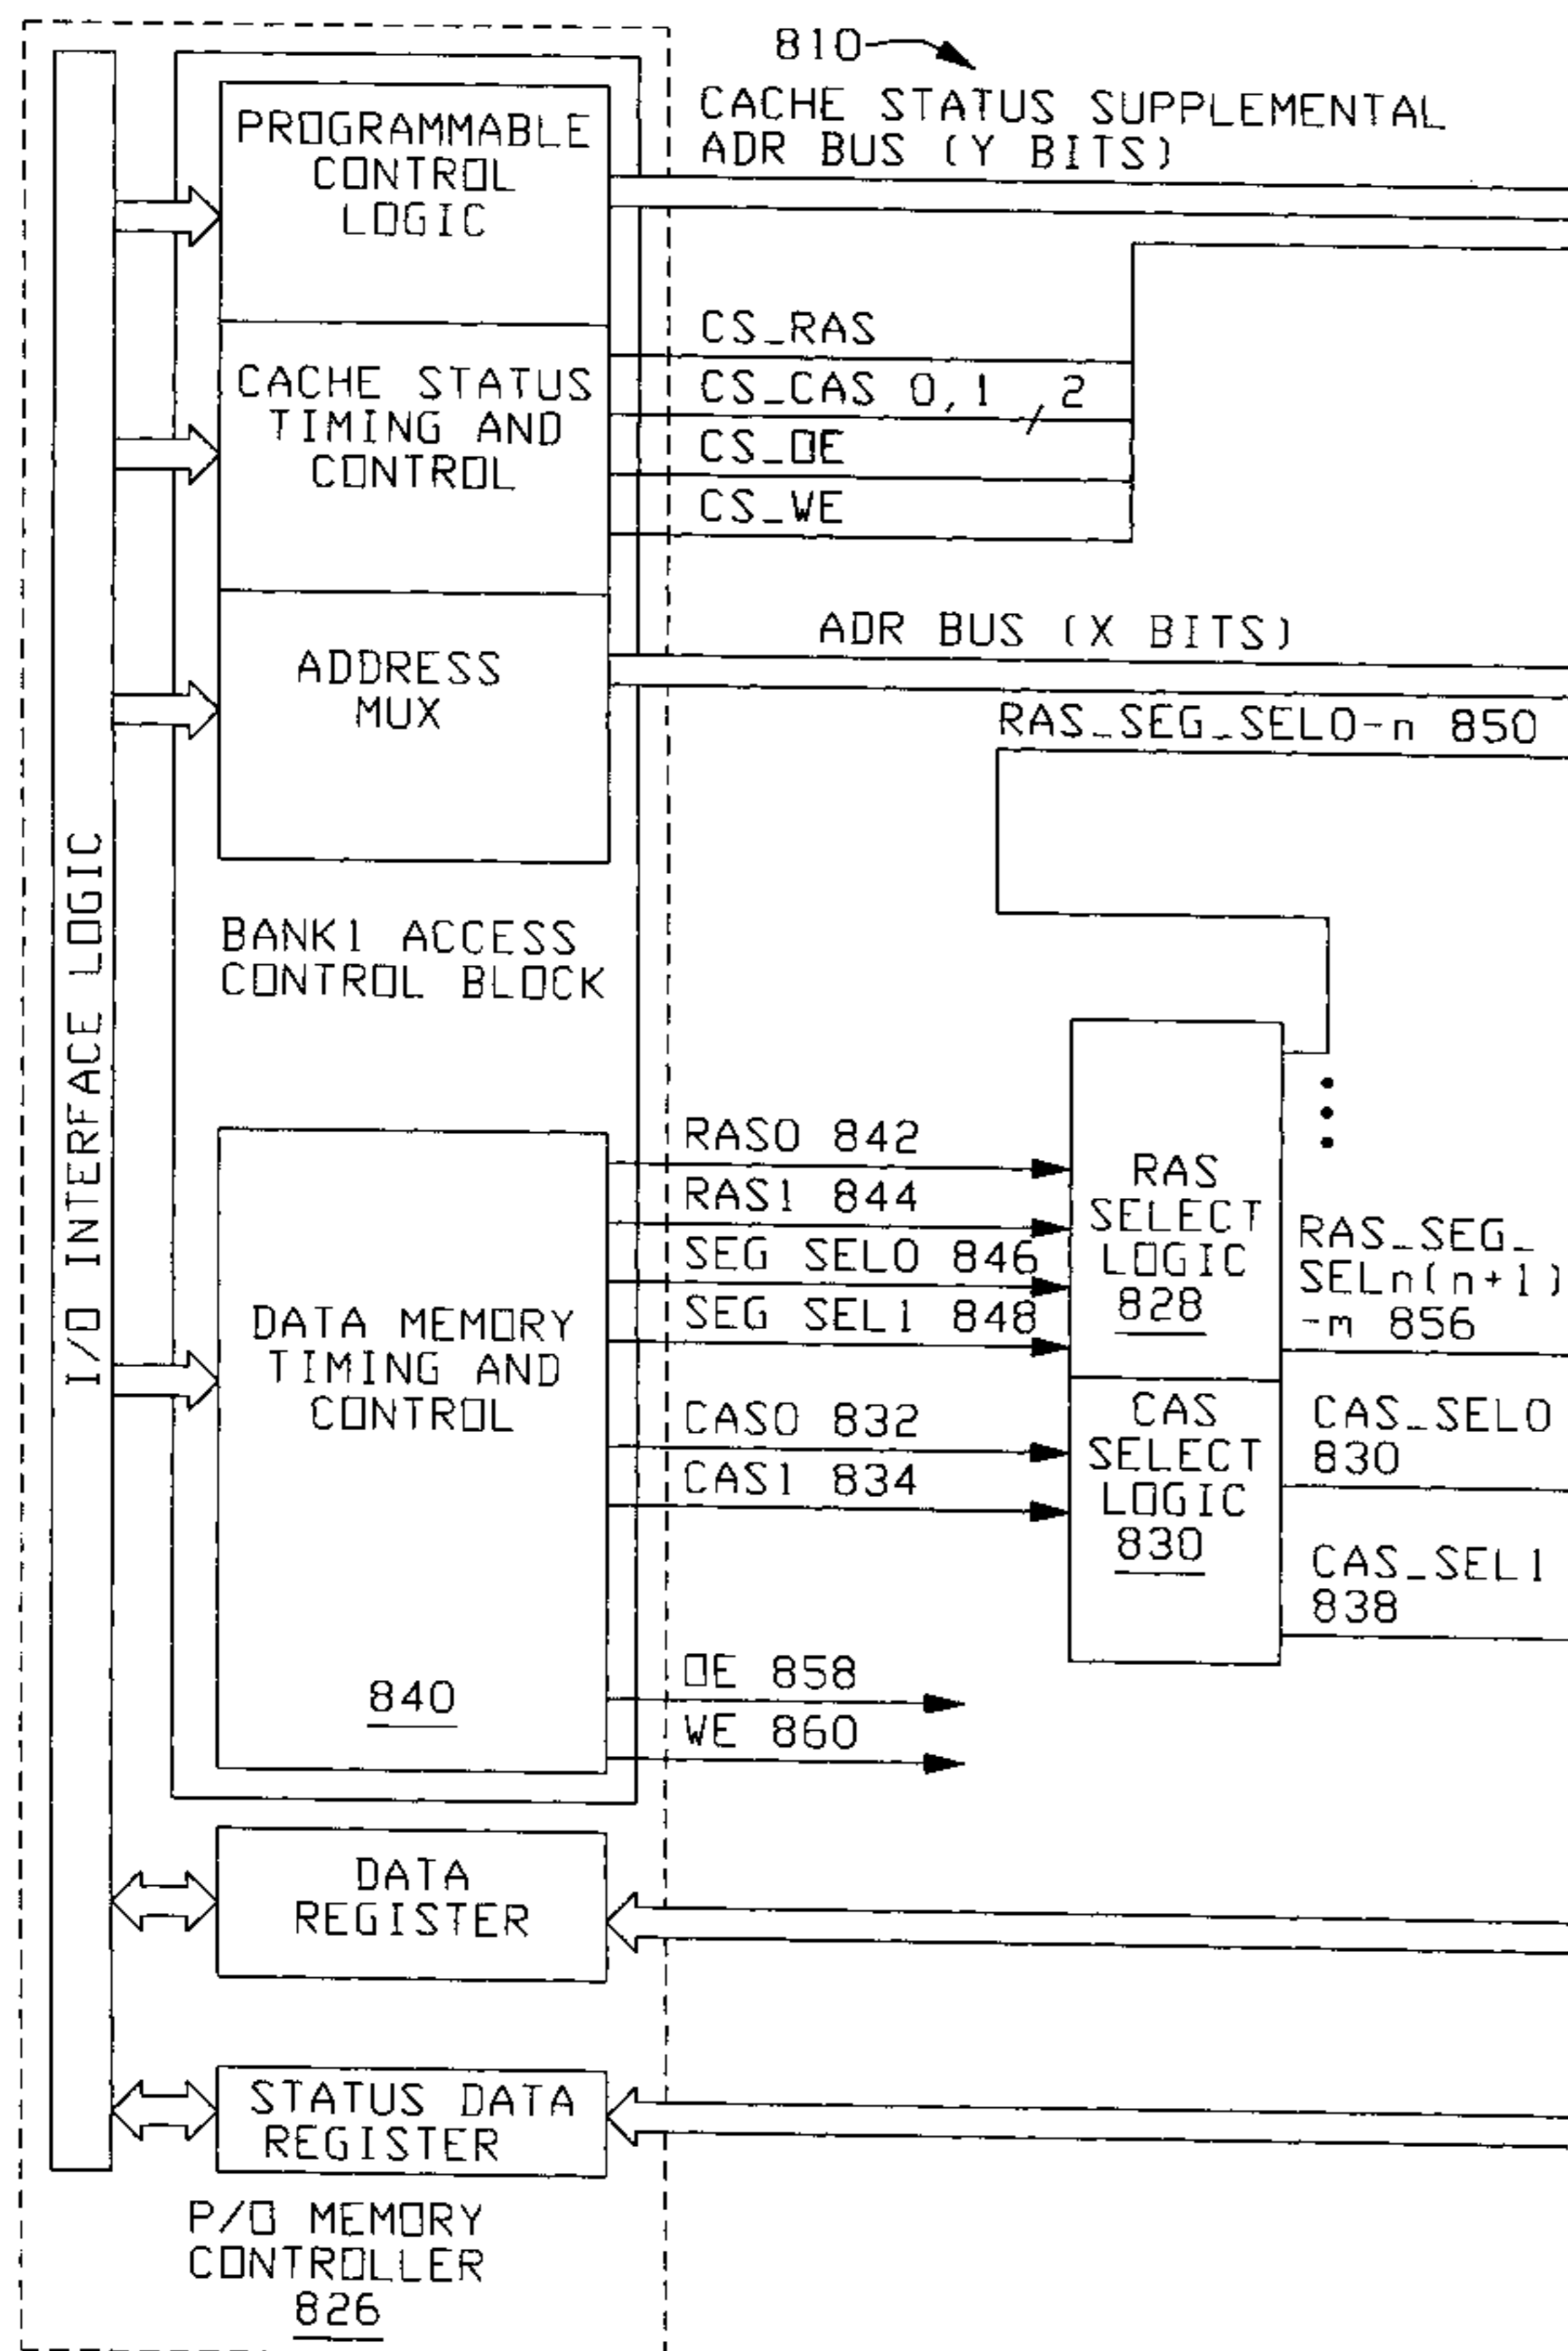 810
CACHE STATUS SUPPLEMENTAL
ADR BUS (Y BITS)
PROGRAMMABLE
CONTROL
LOGIC
CS_RAS
CS_CAS 0,1 2
CS_OE
CS_WE
CACHE STATUS
TIMING AND
CONTROL
ADR BUS (X BITS)
ADDRESS
MUX
RAS_SEG_SEL0-n 850
I/O INTERFACE LOGIC
BANK1 ACCESS
CONTROL BLOCK
RAS0 842
RAS1 844
SEG SEL0 846
SEG SEL1 848
RAS
SELECT
LOGIC
828
RAS_SEG_
SELn(n+1)
-m 856
DATA MEMORY
TIMING AND
CONTROL
840
CAS0 832
CAS1 834
CAS
SELECT
LOGIC
830
CAS_SEL0
830
CAS_SEL1
838
OE 858
WE 860
DATA
REGISTER
STATUS DATA
REGISTER
P/O MEMORY
CONTROLLER
826